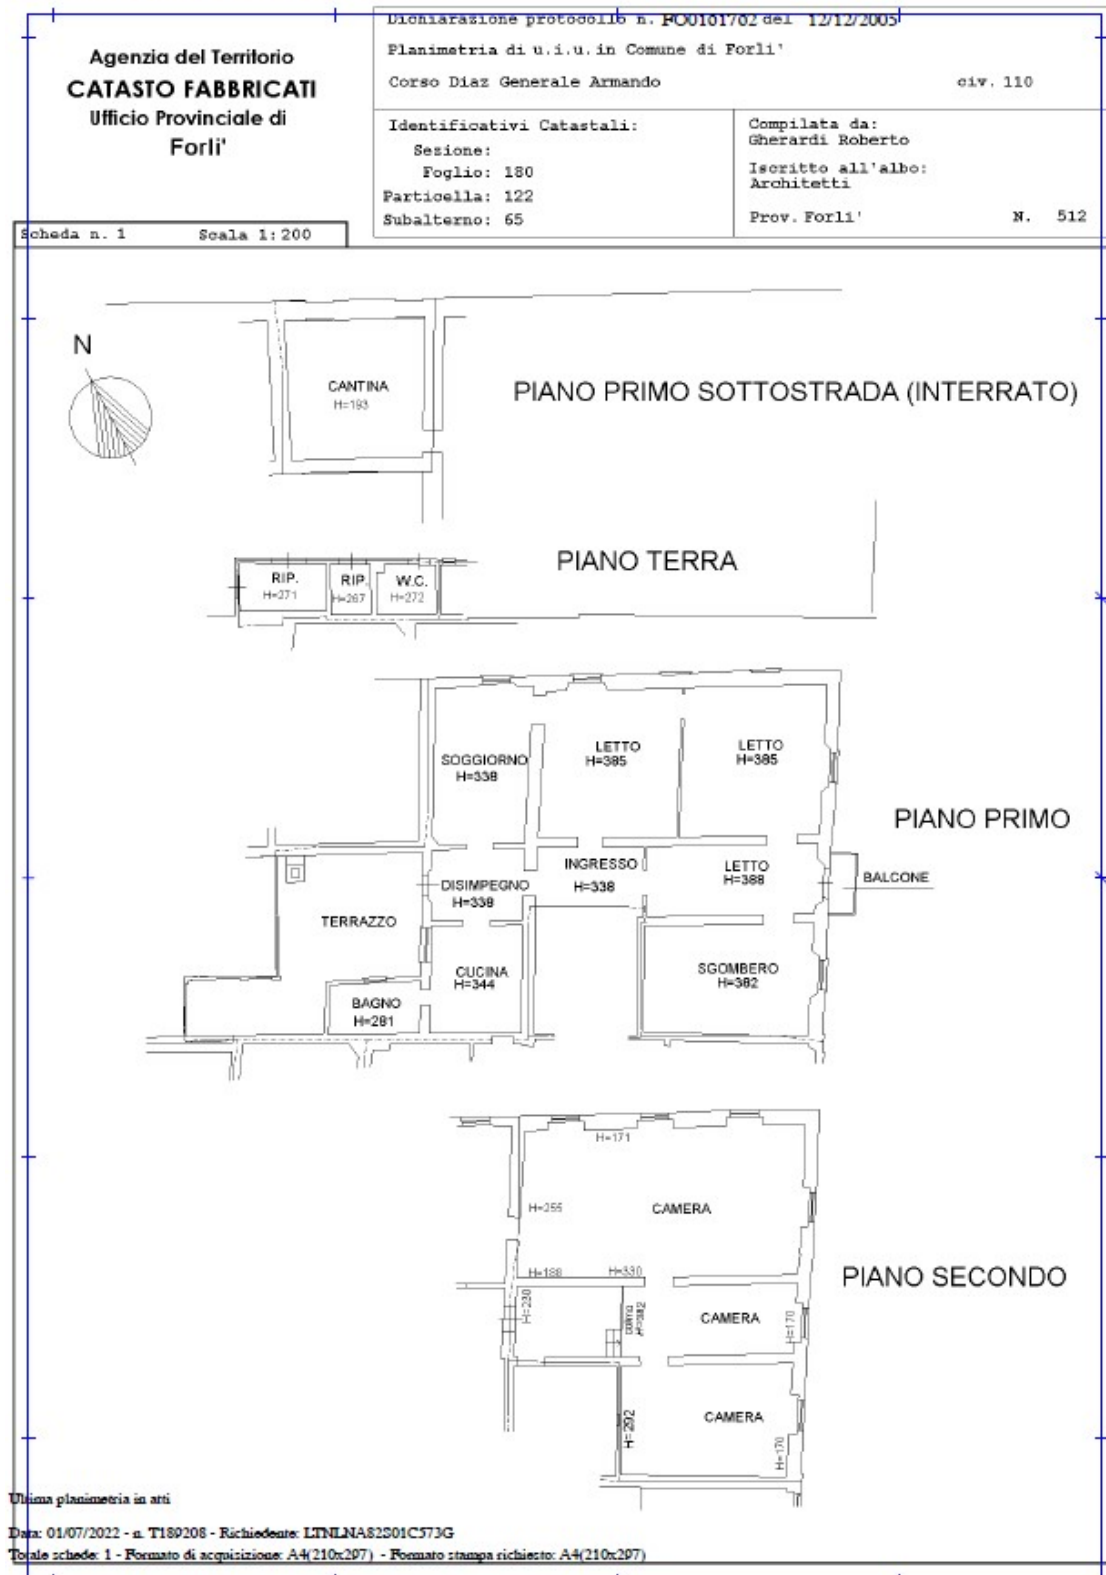 Agenzia del Territorio
CATASTO FABBRICATI
Ufficio Provinciale di
Forli'
Dichiarazione protocollo n. FO0101702 del 12/12/2005
Planimetria di u.i.u. in Comune di Forli'
Corso Diaz Generale Armando civ. 110
Identificativi Catastali:
Sezione:
Foglio: 180
Particella: 122
Subalterno: 65
Compilata da:
Gherardi Roberto
Iscritto all'albo:
Architetti
Prov. Forli' N. 512
Scheda n. 1 Scala 1:200
N
CANTINA
H=193
PIANO PRIMO SOTTOSTRADA (INTERRATO)
PIANO TERRA
RIP.
H=271
RIP.
H=267
W.C.
H=272
SOGGIORNO
H=338
LETTO
H=385
LETTO
H=385
PIANO PRIMO
INGRESSO
H=338
LETTO
H=388
BALCONE
DISIMPEGNO
H=338
TERRAZZO
CUCINA
H=344
SGOMBERO
H=382
BAGNO
H=281
H=171
H=255
CAMERA
H=188
H=330
PIANO SECONDO
H=230
CAMERA
H=170
CAMERA
H=292
H=170
Ultima planimetria in atti
Data: 01/07/2022 - n. T189208 - Richiedente: LTNLNA82S01C573G
Totale schede: 1 - Formato di acquisizione: A4(210x297) - Formato stampa richiesto: A4(210x297)